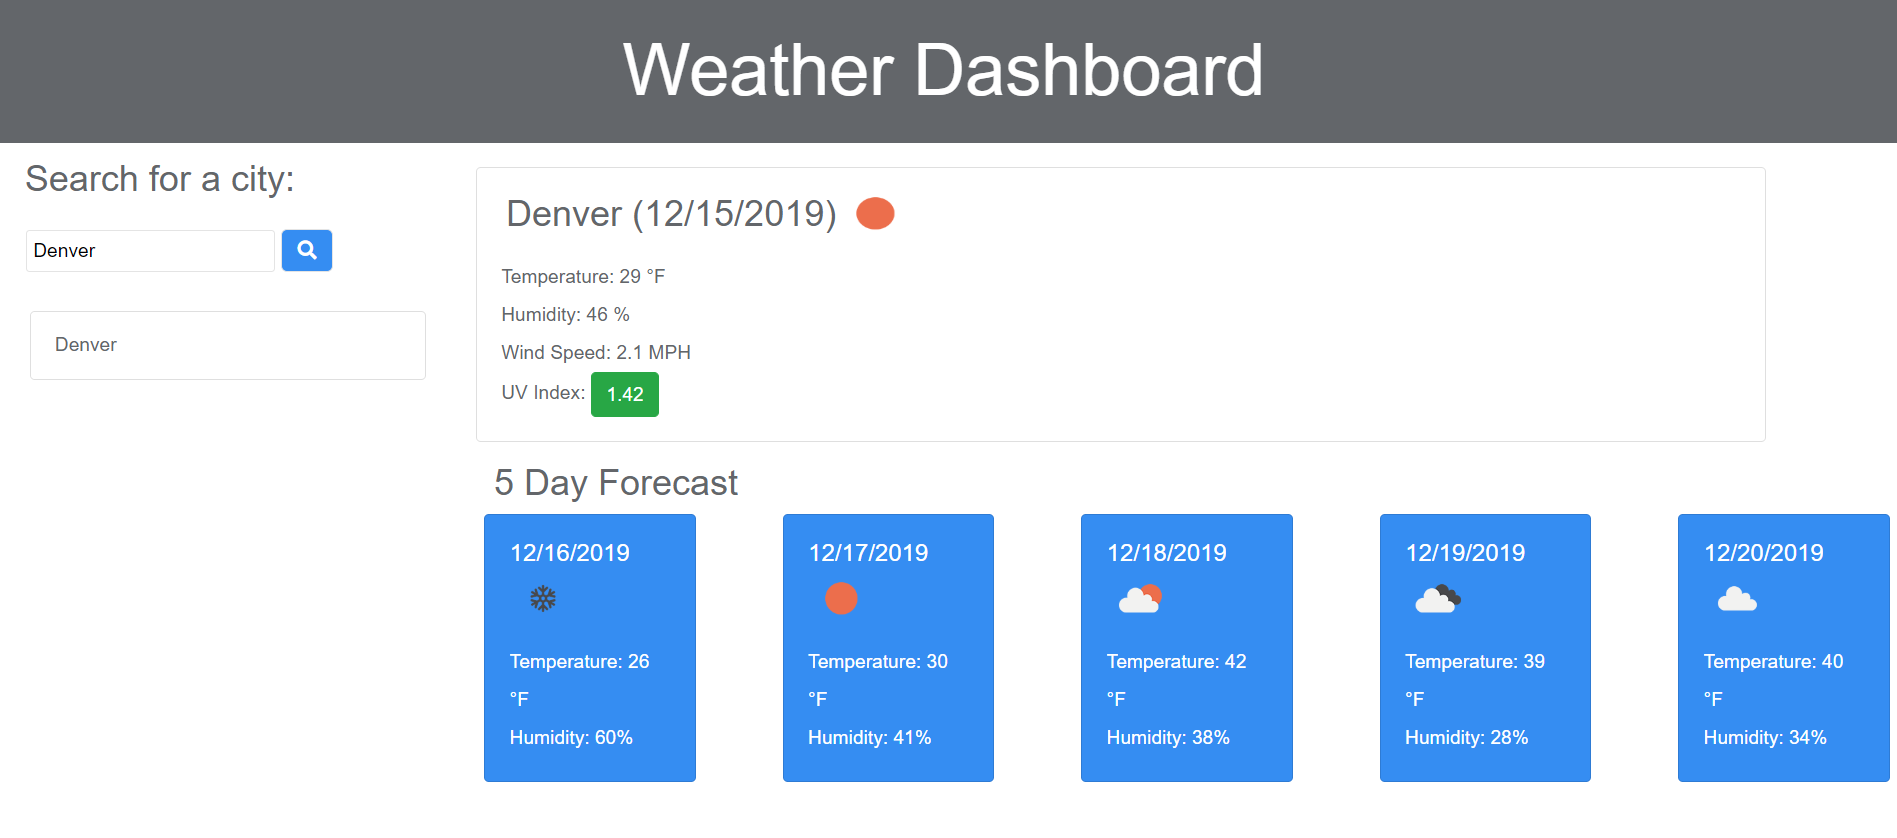 Weather Dashboard
Search for a city:
Denver
Denver
Denver (12/15/2019)
Temperature: 29 °F
Humidity: 46 %
Wind Speed: 2.1 MPH
UV Index: 1.42
5 Day Forecast
12/16/2019
Temperature: 26
°F
Humidity: 60%
12/17/2019
Temperature: 30
°F
Humidity: 41%
12/18/2019
Temperature: 42
°F
Humidity: 38%
12/19/2019
Temperature: 39
°F
Humidity: 28%
12/20/2019
Temperature: 40
°F
Humidity: 34%